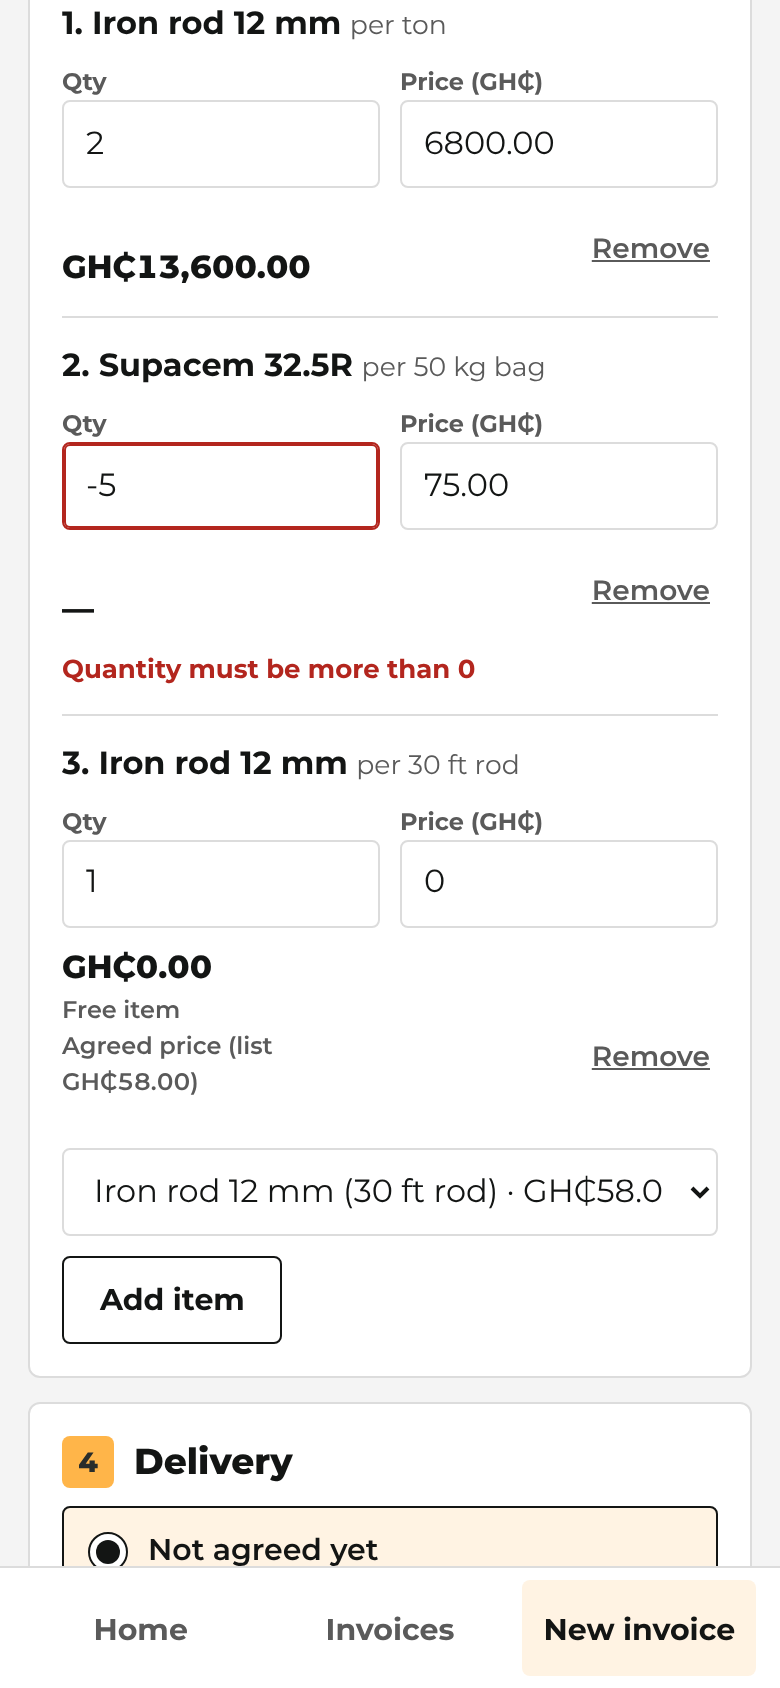 1. Iron rod 12 mm per ton
Qty
Price (GH₵)
2
6800.00
GH₵13,600.00
Remove
2. Supacem 32.5R per 50 kg bag
Qty
Price (GH₵)
-5
75.00
—
Remove
Quantity must be more than 0
3. Iron rod 12 mm per 30 ft rod
Qty
Price (GH₵)
1
0
GH₵0.00
Free item
Agreed price (list
GH₵58.00)
Remove
Iron rod 12 mm (30 ft rod) · GH₵58.0
Add item
4 Delivery
Not agreed yet
Home
Invoices
New invoice